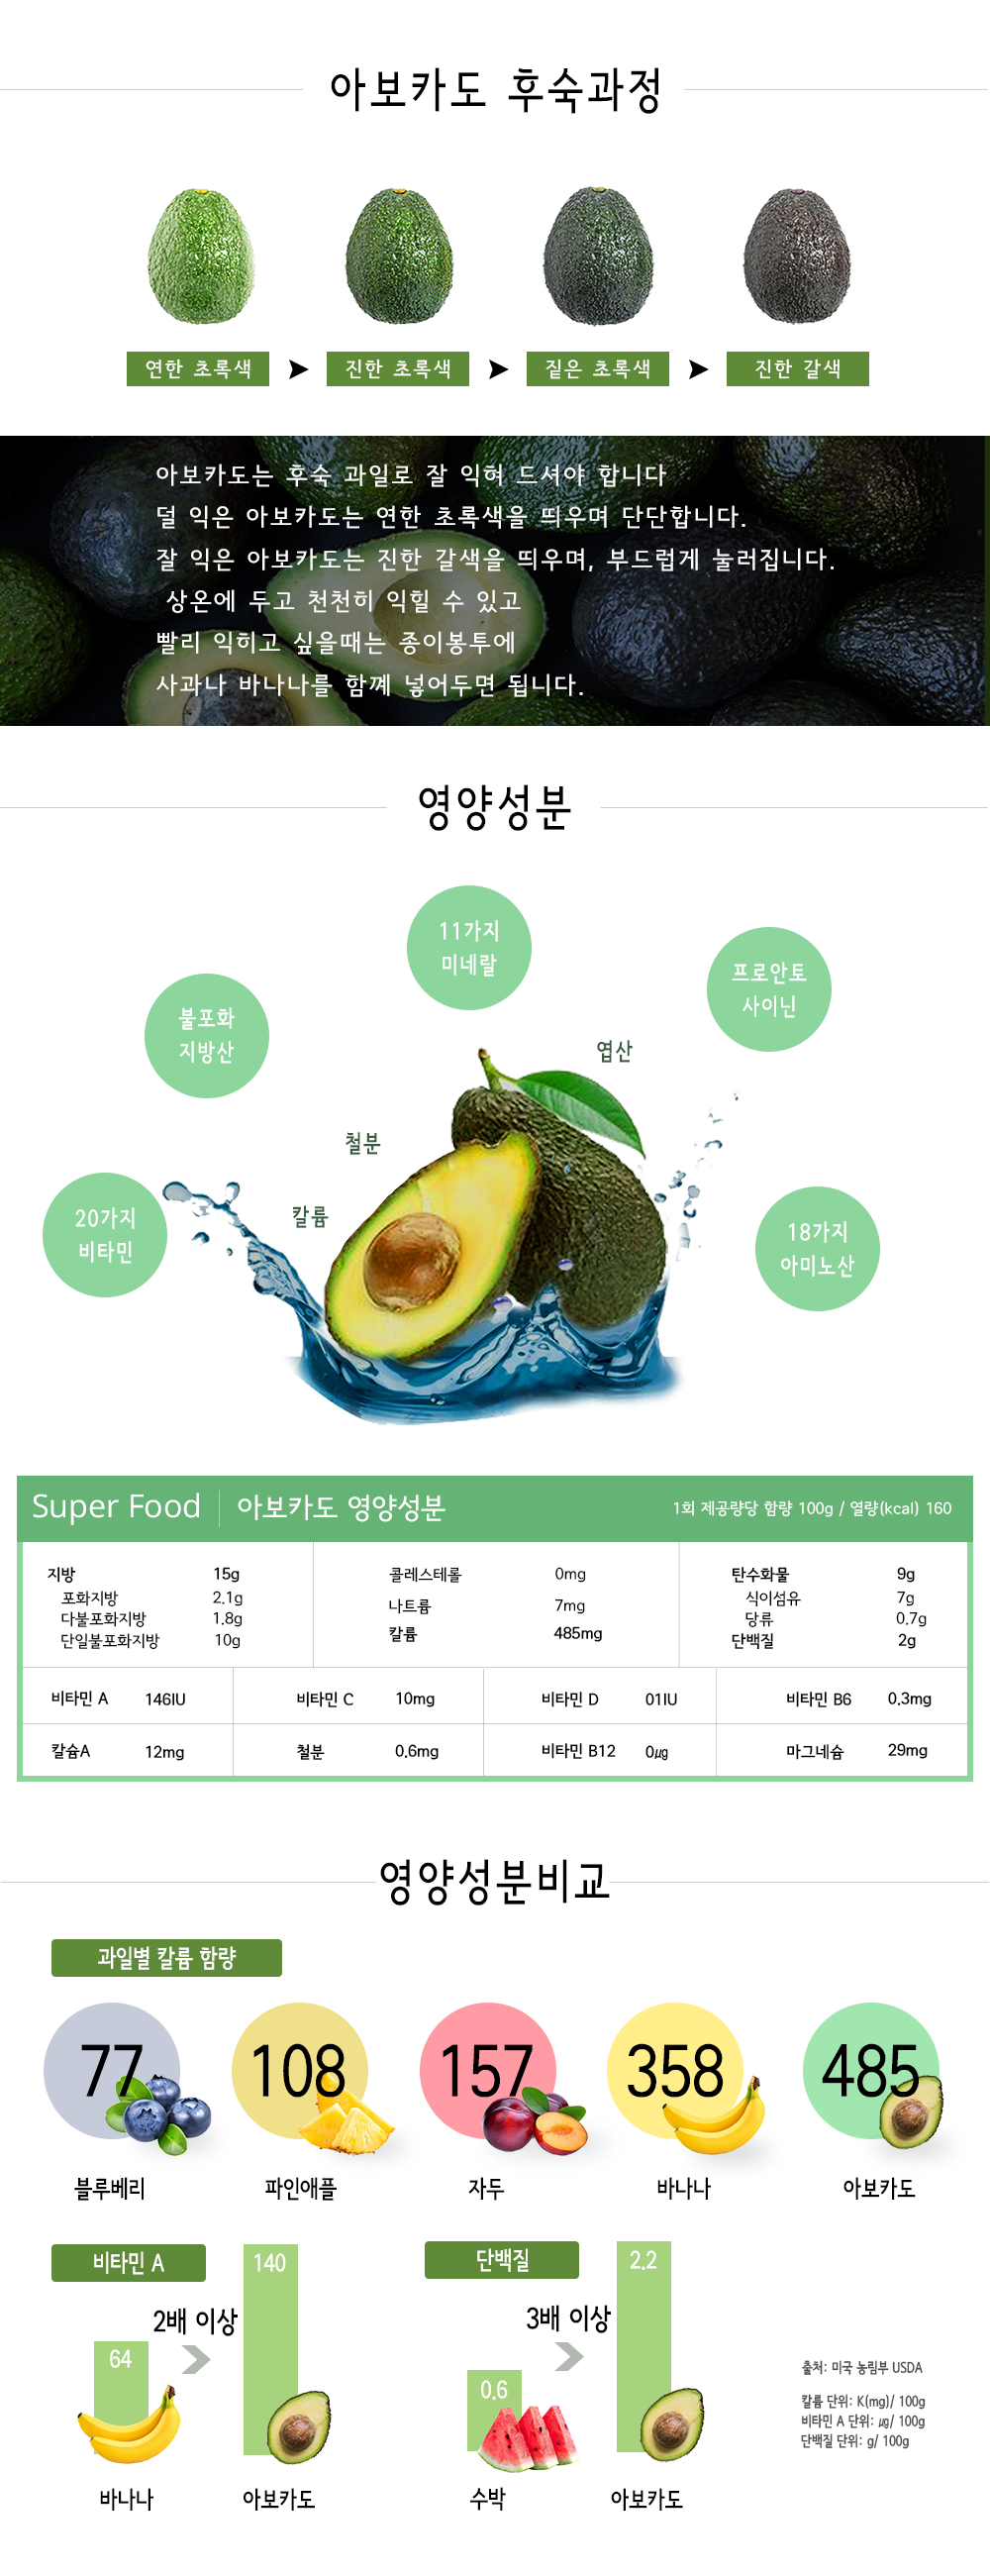 아보카도 후숙과정
연한 초록색
진한 초록색
짙은 초록색
진한 갈색
아보카도는 후숙 과일로 잘 익혀 드셔야 합니다
덜 익은 아보카도는 연한 초록색을 띄우며 단단합니다.
잘 익은 아보카도는 진한 갈색을 띄우며, 부드럽게 눌러집니다.
상온에 두고 천천히 익힐 수 있고
빨리 익히고 싶을때는 종이봉투에
사과나 바나나를 함꼐 넣어두면 됩니다.
영양성분
11가지
미네랄
프로안토
사이닌
불포화
지방산
엽산
철분
칼륨
20가지
비타민
18가지
아미노산
Super Food 아보카도 영양성분 1회 제공량당 함량 100g / 열량(kcal) 160
지방 15g
포화지방 2.1g
다불포화지방 1.8g
단일불포화지방 10g
콜레스테롤 0mg
나트륨 7mg
칼륨 485mg
탄수화물 9g
식이섬유 7g
당류 0.7g
단백질 2g
비타민 A 146IU 비타민 C 10mg 비타민 D 01IU 비타민 B6 0.3mg
칼슘A 12mg 철분 0.6mg 비타민 B12 0㎍ 마그네슘 29mg
영양성분비교
과일별 칼륨 함량
77
108
157
358
485
블루베리
파인애플
자두
바나나
아보카도
비타민 A
140
2배 이상
64
바나나
아보카도
단백질
2.2
3배 이상
0.6
수박
아보카도
출처: 미국 농림부 USDA
칼륨 단위: K(mg)/ 100g
비타민 A 단위: ㎍/ 100g
단백질 단위: g/ 100g